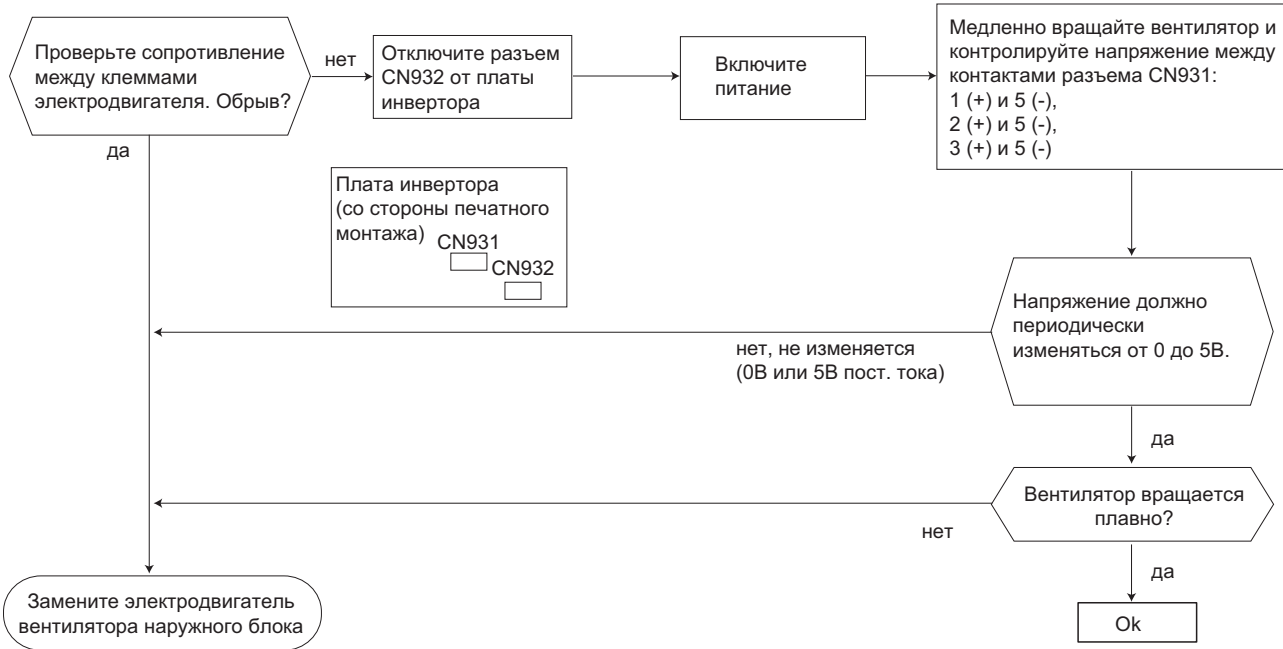 Проверьте сопротивление
между клеммами
электродвигателя. Обрыв?
нет
Отключите разъем
CN932 от платы
инвертора
Включите
питание
Медленно вращайте вентилятор и
контролируйте напряжение между
контактами разъема CN931:
1 (+) и 5 (-),
2 (+) и 5 (-),
3 (+) и 5 (-)
да
Плата инвертора
(со стороны печатного
монтажа)
CN931
CN932
Напряжение должно
периодически
изменяться от 0 до 5В.
нет, не изменяется
(0В или 5В пост. тока)
да
Вентилятор вращается
плавно?
нет
да
Замените электродвигатель
вентилятора наружного блока
Ok